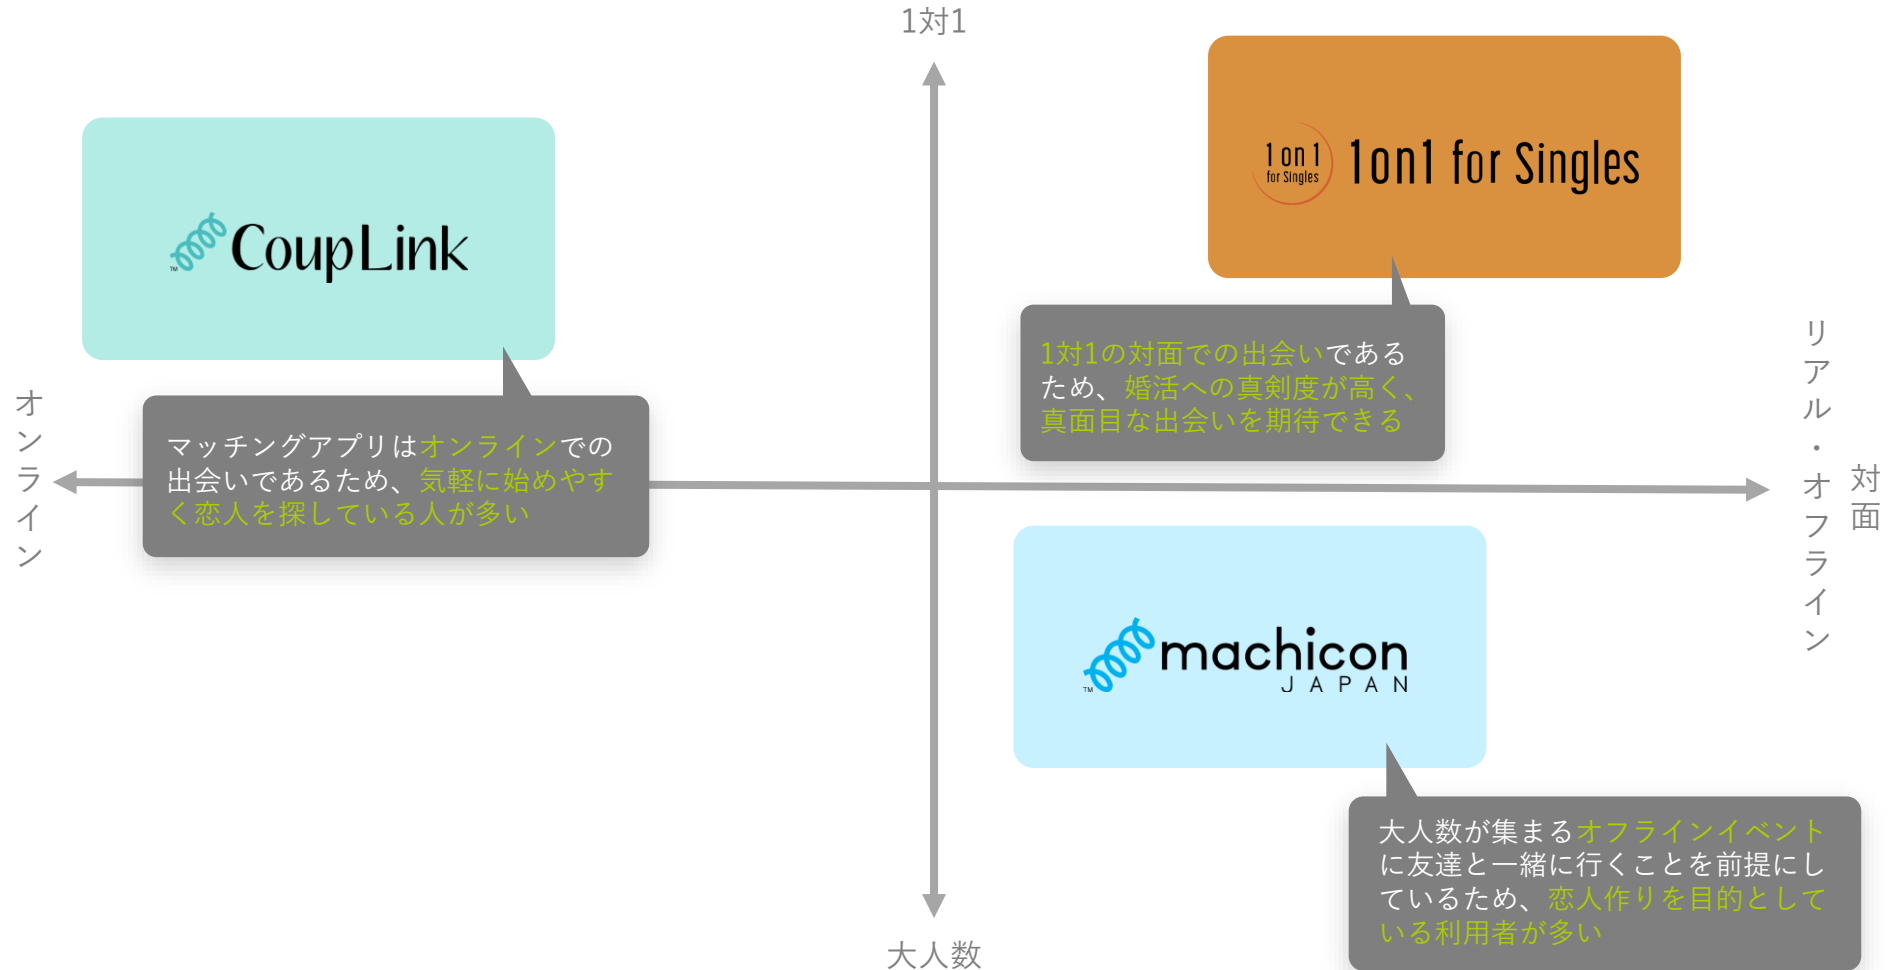 1対1
1 on 1
for Singles
1on1 for Singles
TM
CoupLink
1対1の対面での出会いである
ため、婚活への真剣度が高く、
真面目な出会いを期待できる
オンライン
マッチングアプリはオンラインでの
出会いであるため、気軽に始めやす
く恋人を探している人が多い
リアル・オフライン
対面
TM
machicon
JAPAN
大人数が集まるオフラインイベント
に友達と一緒に行くことを前提にし
ているため、恋人作りを目的として
いる利用者が多い
大人数